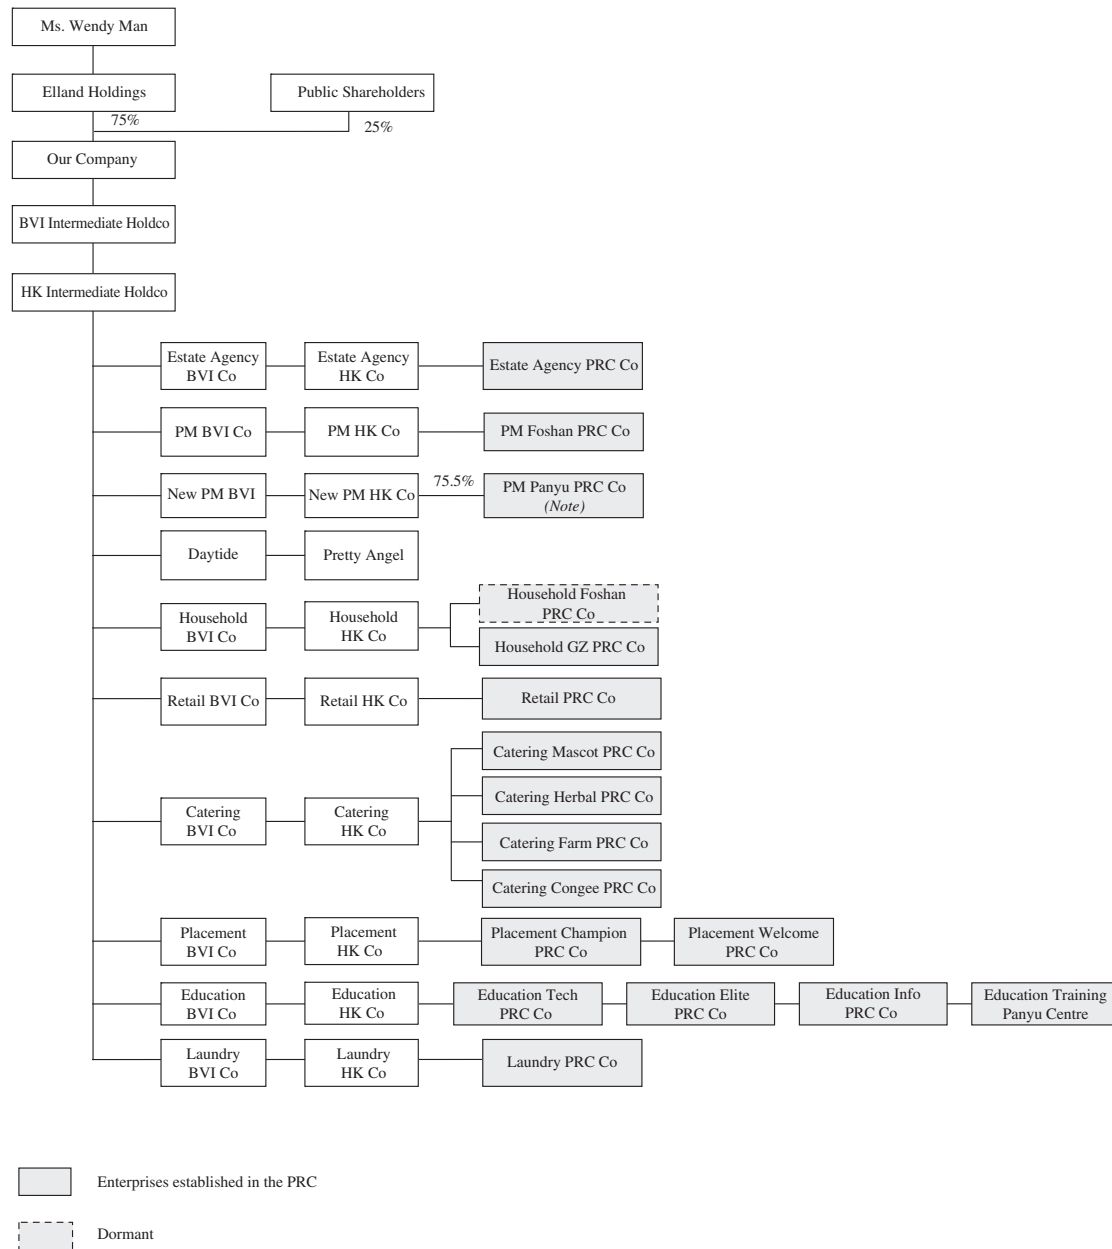 Ms. Wendy Man
Elland Holdings
Public Shareholders
75%
25%
Our Company
BVI Intermediate Holdco
HK Intermediate Holdco
Estate Agency
BVI Co
Estate Agency
HK Co
Estate Agency PRC Co
PM BVI Co
PM HK Co
PM Foshan PRC Co
New PM BVI
New PM HK Co
75.5%
PM Panyu PRC Co
(Note)
Daytide
Pretty Angel
Household
BVI Co
Household
HK Co
Household Foshan
PRC Co
Household GZ PRC Co
Retail BVI Co
Retail HK Co
Retail PRC Co
Catering
BVI Co
Catering
HK Co
Catering Mascot PRC Co
Catering Herbal PRC Co
Catering Farm PRC Co
Catering Congee PRC Co
Placement
BVI Co
Placement
HK Co
Placement Champion
PRC Co
Placement Welcome
PRC Co
Education
BVI Co
Education
HK Co
Education Tech
PRC Co
Education Elite
PRC Co
Education Info
PRC Co
Education Training
Panyu Centre
Laundry
BVI Co
Laundry
HK Co
Laundry PRC Co
Enterprises established in the PRC
Dormant